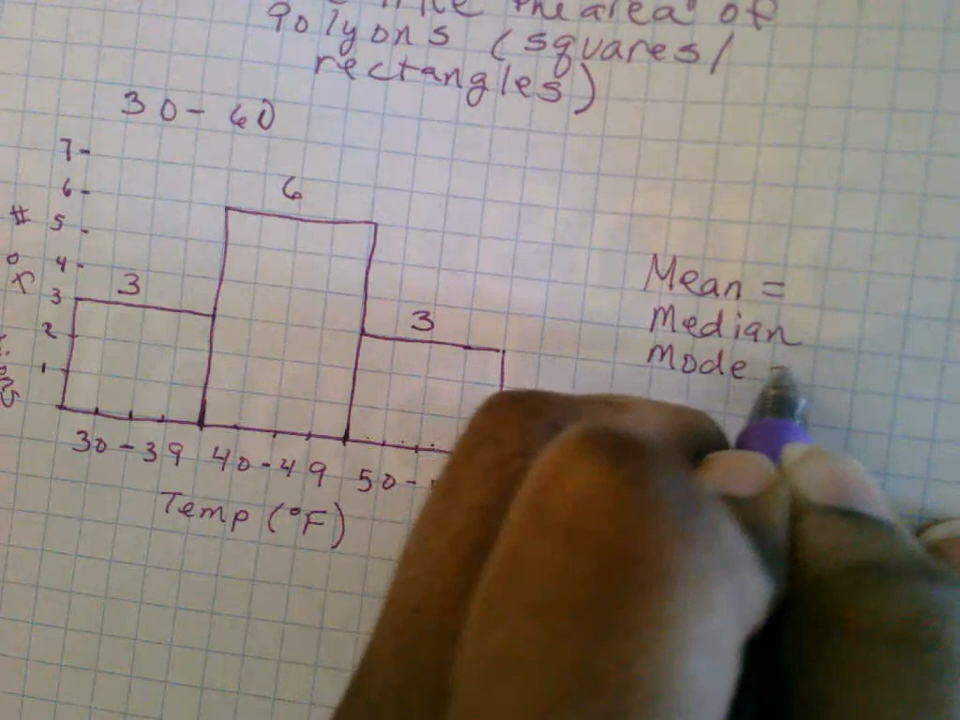 the area of
Polyons (squares/
rectangles)
30-60
7
6
6
# 5
4
3
3
3
2
1
30-39 40-49 50-
Temp (°F)
Mean =
Median
Mode =